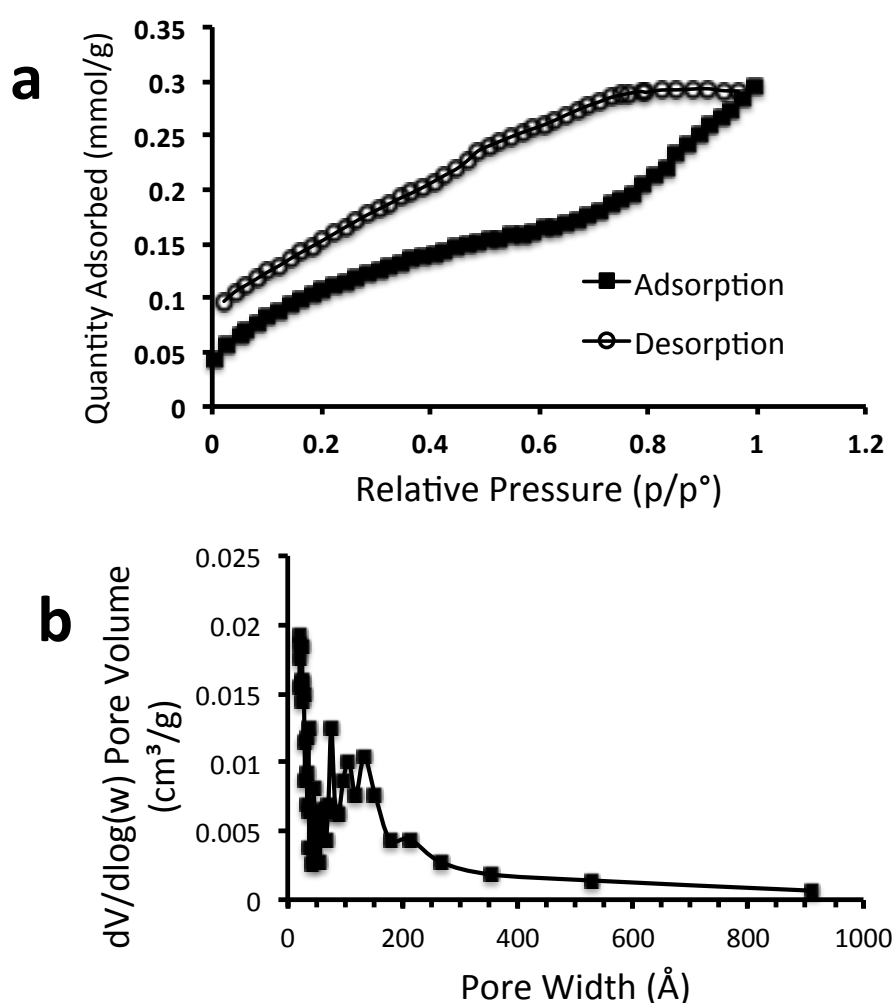 a
Quantity Adsorbed (mmol/g)
0.35
0.3
0.25
0.2
0.15
0.1
0.05
0
0 0.2 0.4 0.6 0.8 1 1.2
Adsorption
Desorption
Relative Pressure (p/p°)
b
dV/dlog(w) Pore Volume
(cm³/g)
0.025
0.02
0.015
0.01
0.005
0
0 200 400 600 800 1000
Pore Width (Å)